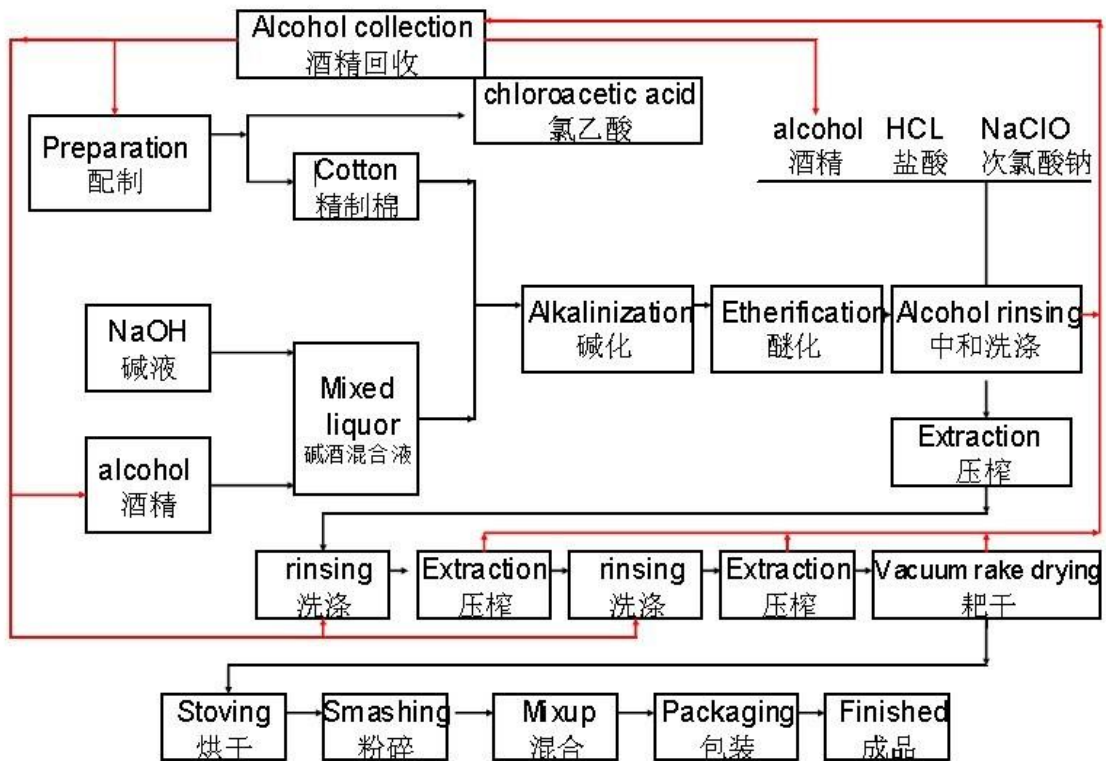 Alcohol collection
酒精回收
chloroacetic acid
氯乙酸
alcohol HCL NaClO
酒精 盐酸 次氯酸钠
Preparation
配制
Cotton
精制棉
NaOH
碱液
Alkalinization
碱化
Etherification
醚化
Alcohol rinsing
中和洗涤
Mixed
liquor
碱酒混合液
alcohol
酒精
Extraction
压榨
rinsing
洗涤
Extraction
压榨
rinsing
洗涤
Extraction
压榨
Vacuum rake drying
耙干
Stoving
烘干
Smashing
粉碎
Mixup
混合
Packaging
包装
Finished
成品